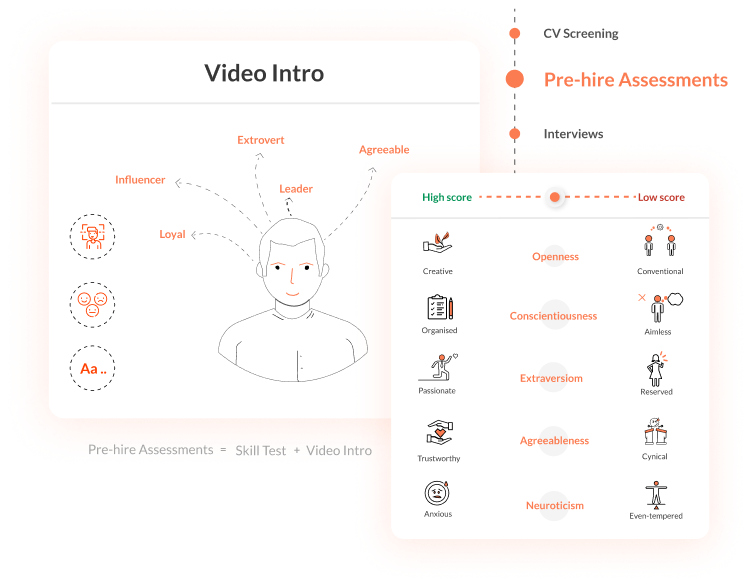 CV Screening
Pre-hire Assessments
Interviews
Video Intro
Extrovert
Agreeable
Influencer
Leader
Loyal
Aa ..
Pre-hire Assessments = Skill Test + Video Intro
High score
Low score
Creative
Openness
Conventional
Organised
Conscientiousness
Aimless
Passionate
Extraversiom
Reserved
Trustworthy
Agreeableness
Cynical
Anxious
Neuroticism
Even-tempered